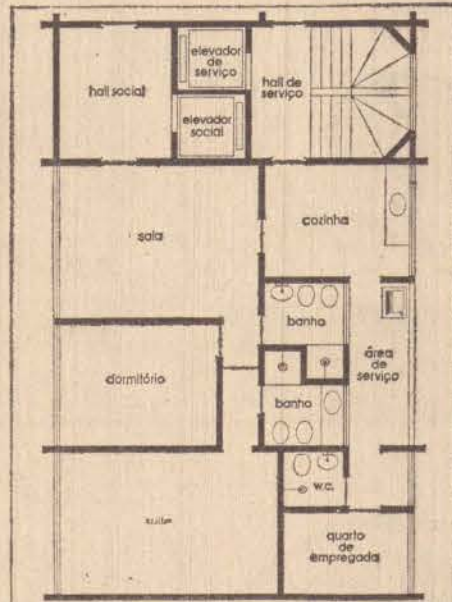 elevador
de
serviço
hall social
hall de
serviço
elevador
social
cozinha
sala
banho
área
de
serviço
dormitório
banho
w.c.
suíte
quarto
de
empregada